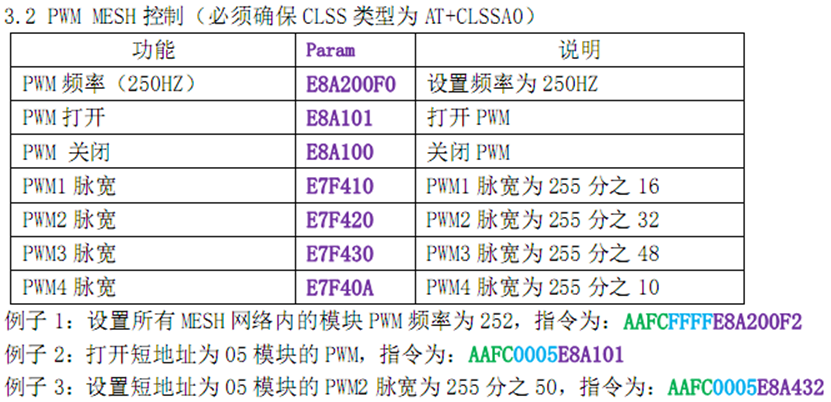 3.2 PWM MESH 控制（必须确保 CLSS 类型为 AT+CLSSA0）
功能 Param 说明
PWM 频率（250HZ） E8A200F0 设置频率为 250HZ
PWM 打开 E8A101 打开 PWM
PWM 关闭 E8A100 关闭 PWM
PWM1 脉宽 E7F410 PWM1 脉宽为 255 分之 16
PWM2 脉宽 E7F420 PWM2 脉宽为 255 分之 32
PWM3 脉宽 E7F430 PWM3 脉宽为 255 分之 48
PWM4 脉宽 E7F40A PWM4 脉宽为 255 分之 10
例子 1：设置所有 MESH 网络内的模块 PWM 频率为 252，指令为：AAFCFFFFE8A200F2
例子 2：打开短地址为 05 模块的 PWM，指令为：AAFC0005E8A101
例子 3：设置短地址为 05 模块的 PWM2 脉宽为 255 分之 50，指令为：AAFC0005E8A432